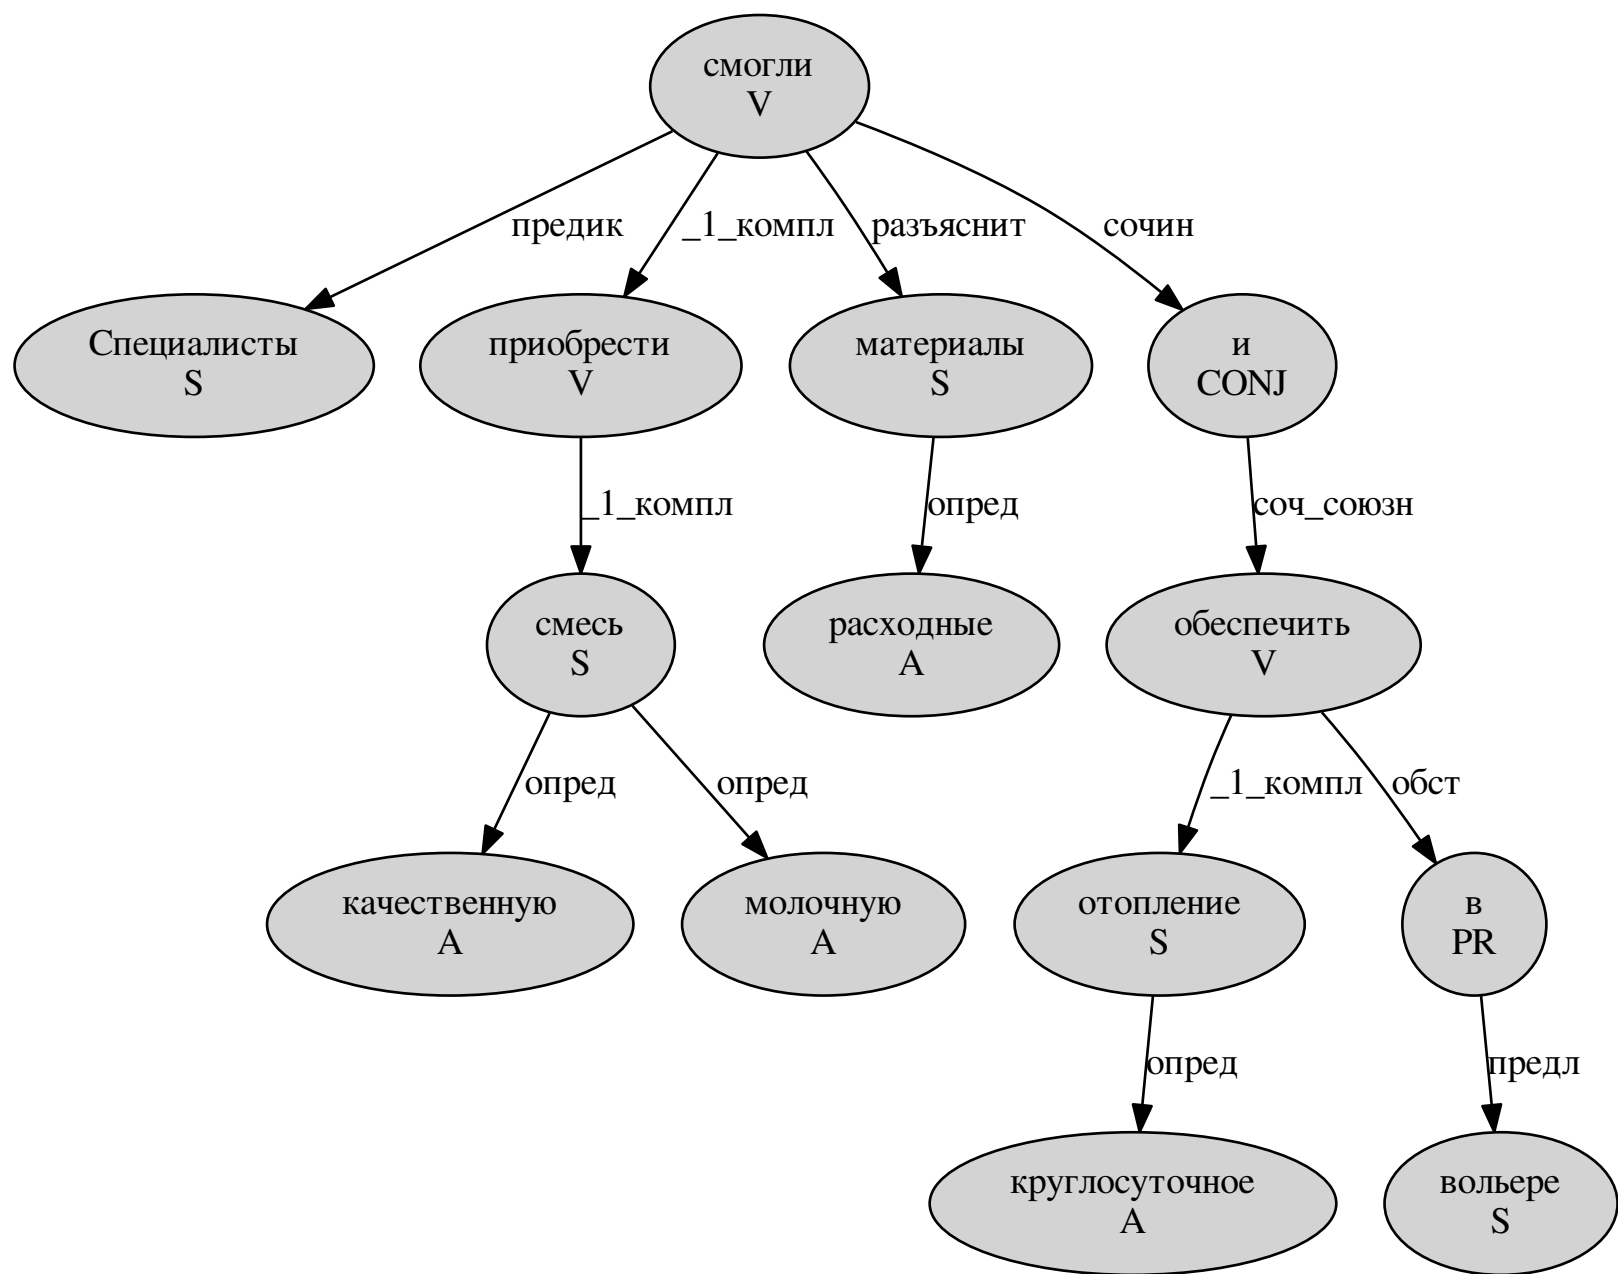 смогли
V
предик
_1_компл
разъяснит
сочин
Специалисты
S
приобрести
V
материалы
S
и
CONJ
_1_компл
опред
соч_союзн
смесь
S
расходные
A
обеспечить
V
опред
опред
_1_компл
обст
качественную
A
молочную
A
отопление
S
в
PR
опред
предл
круглосуточное
A
вольере
S